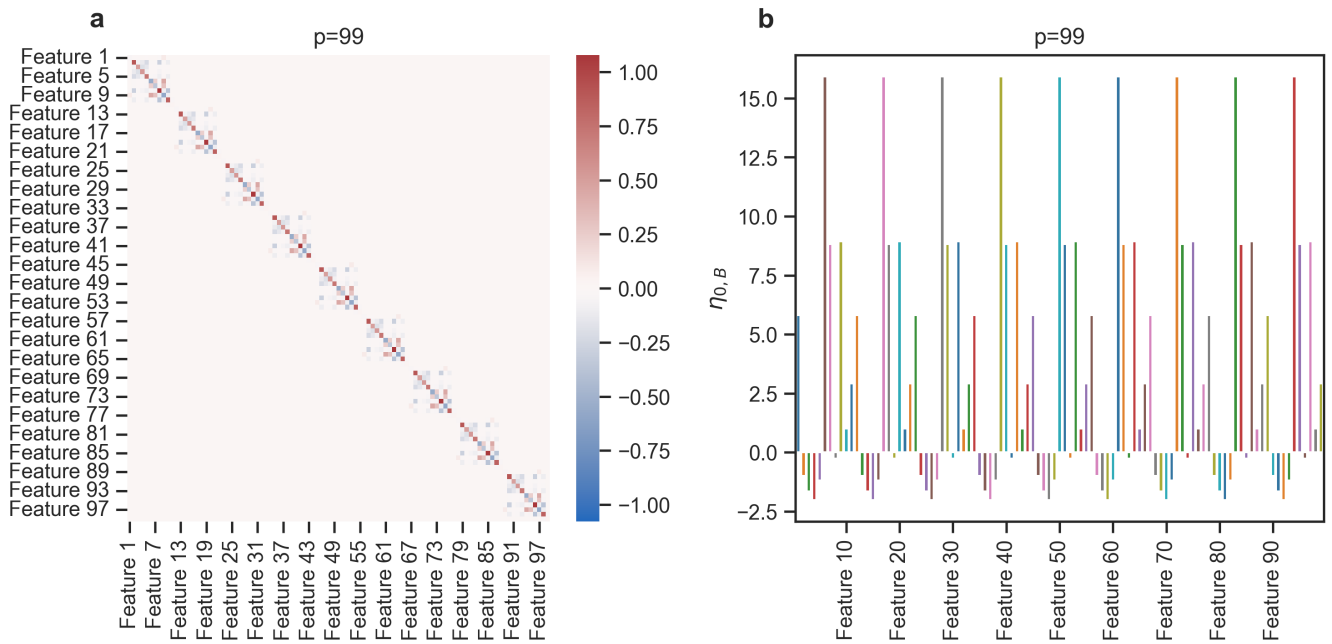 a
p=99
Feature 1
Feature 5
Feature 9
Feature 13
Feature 17
Feature 21
Feature 25
Feature 29
Feature 33
Feature 37
Feature 41
Feature 45
Feature 49
Feature 53
Feature 57
Feature 61
Feature 65
Feature 69
Feature 73
Feature 77
Feature 81
Feature 85
Feature 89
Feature 93
Feature 97
Feature 1
Feature 7
Feature 13
Feature 19
Feature 25
Feature 31
Feature 37
Feature 43
Feature 49
Feature 55
Feature 61
Feature 67
Feature 73
Feature 79
Feature 85
Feature 91
Feature 97
1.00
0.75
0.50
0.25
0.00
−0.25
−0.50
−0.75
−1.00
b
p=99
η0, B
15.0
12.5
10.0
7.5
5.0
2.5
0.0
−2.5
Feature 10
Feature 20
Feature 30
Feature 40
Feature 50
Feature 60
Feature 70
Feature 80
Feature 90